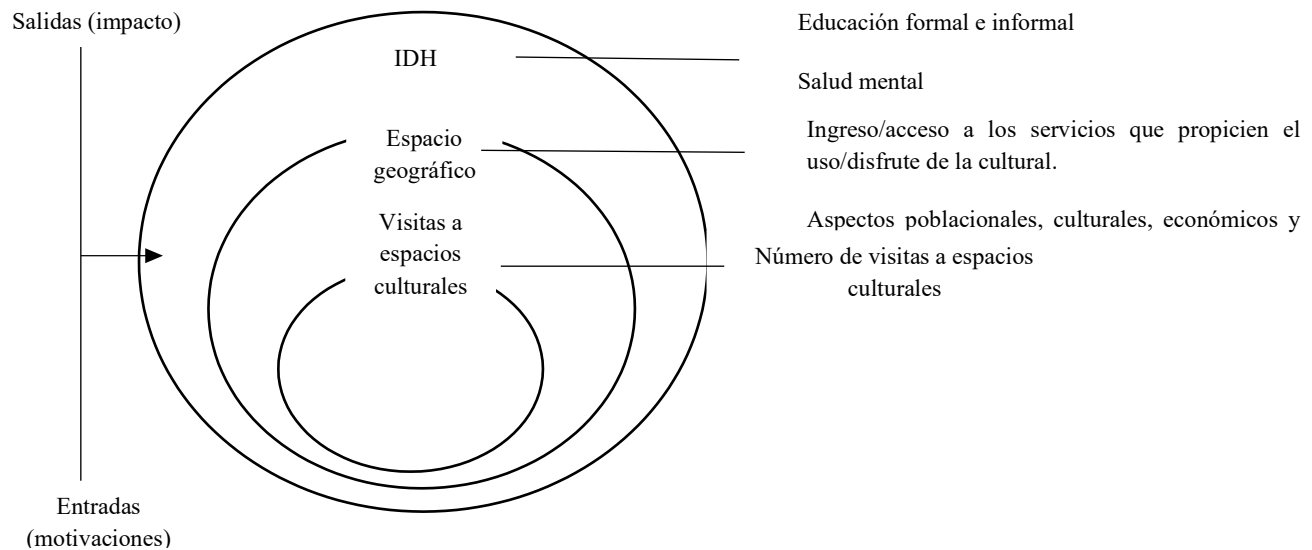 Salidas (impacto)
IDH
Educación formal e informal
Salud mental
Espacio
geográfico
Ingreso/acceso a los servicios que propicien el
uso/disfrute de la cultural.
Aspectos poblacionales, culturales, económicos y
Visitas a
espacios
culturales
Número de visitas a espacios
culturales
Entradas
(motivaciones)